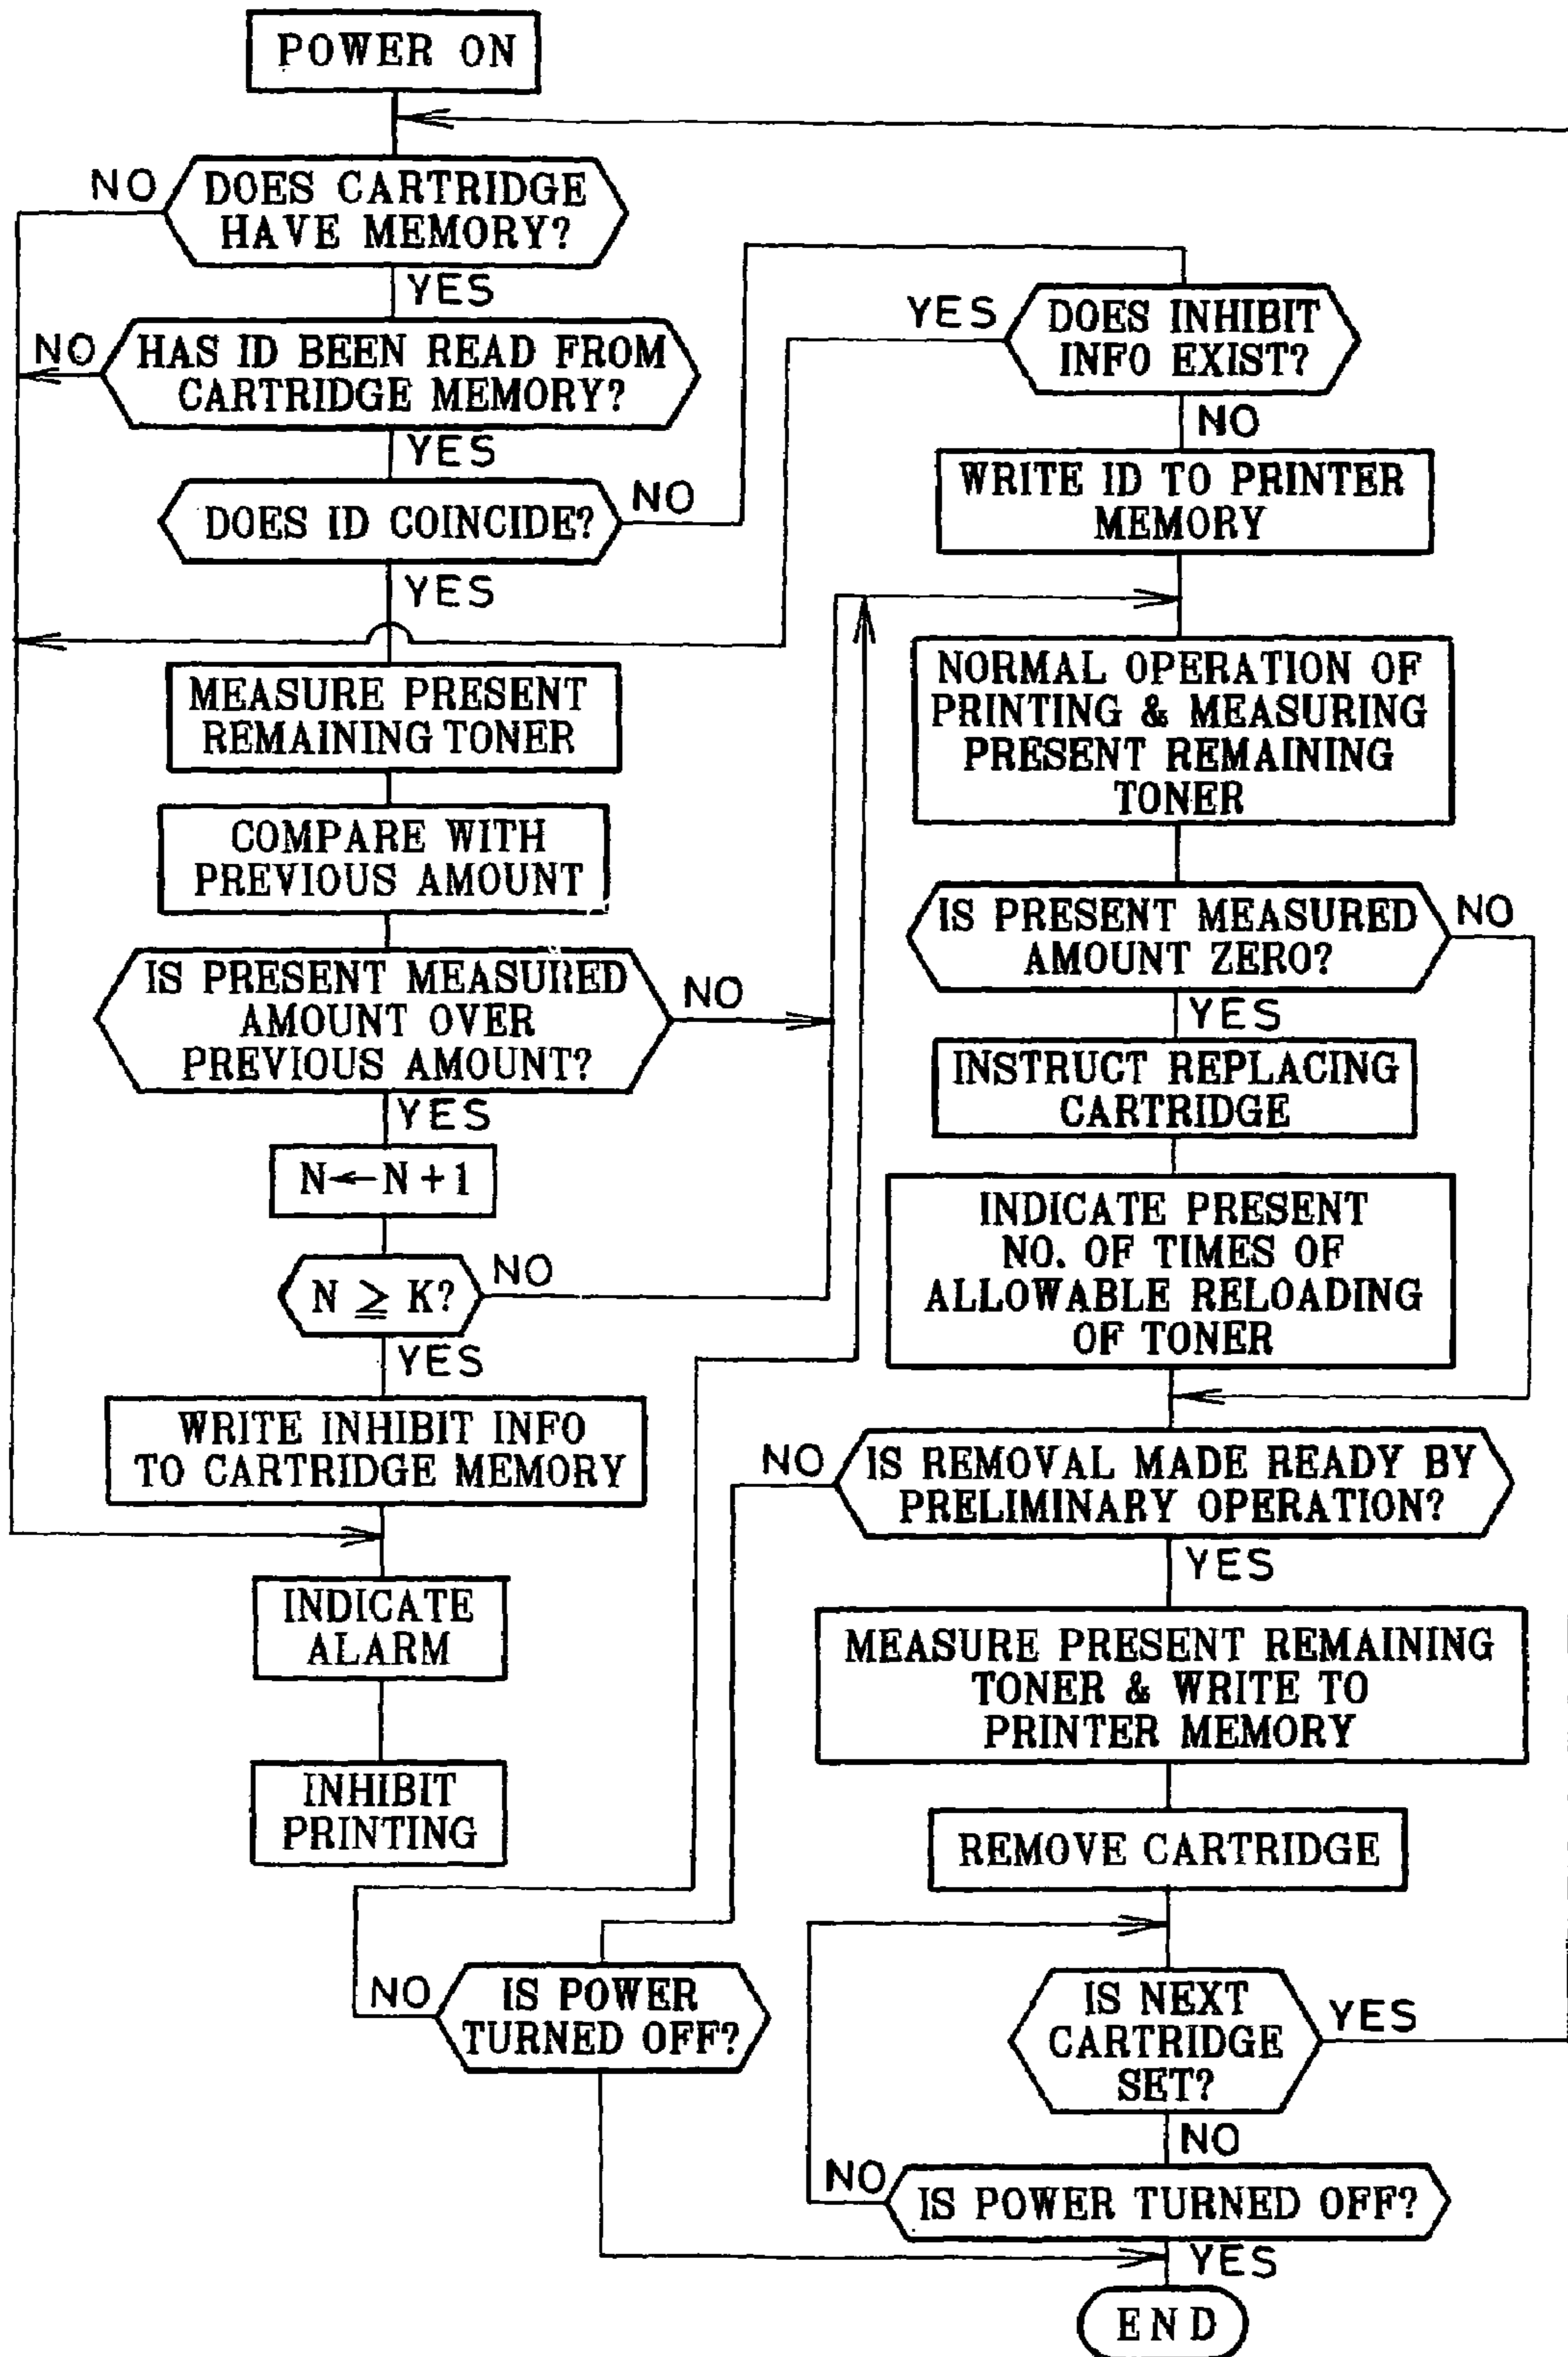 POWER ON
NO
DOES CARTRIDGE
HAVE MEMORY?
YES
NO
HAS ID BEEN READ FROM
CARTRIDGE MEMORY?
YES
DOES ID COINCIDE?
NO
YES
MEASURE PRESENT
REMAINING TONER
COMPARE WITH
PREVIOUS AMOUNT
IS PRESENT MEASURED
AMOUNT OVER
PREVIOUS AMOUNT?
NO
YES
N←N+1
N ≧ K?
NO
YES
WRITE INHIBIT INFO
TO CARTRIDGE MEMORY
INDICATE
ALARM
INHIBIT
PRINTING
YES
DOES INHIBIT
INFO EXIST?
NO
WRITE ID TO PRINTER
MEMORY
NORMAL OPERATION OF
PRINTING & MEASURING
PRESENT REMAINING
TONER
IS PRESENT MEASURED
AMOUNT ZERO?
NO
YES
INSTRUCT REPLACING
CARTRIDGE
INDICATE PRESENT
NO. OF TIMES OF
ALLOWABLE RELOADING
OF TONER
NO
IS REMOVAL MADE READY BY
PRELIMINARY OPERATION?
YES
MEASURE PRESENT REMAINING
TONER & WRITE TO
PRINTER MEMORY
REMOVE CARTRIDGE
NO
IS POWER
TURNED OFF?
IS NEXT
CARTRIDGE
SET?
YES
NO
NO
IS POWER TURNED OFF?
YES
END